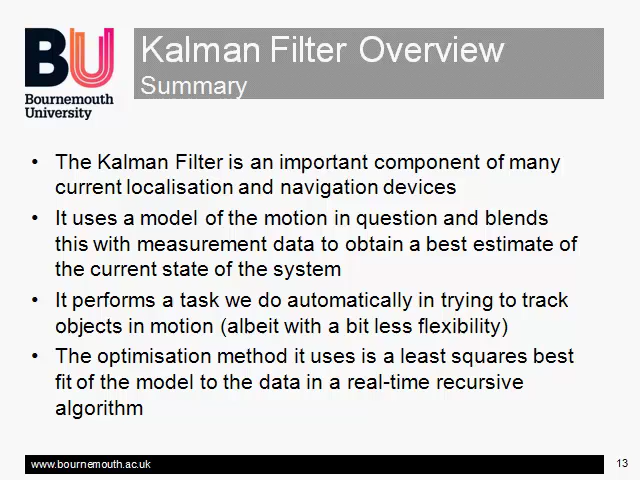 BU
Bournemouth
University
Kalman Filter Overview
Summary
• The Kalman Filter is an important component of many
current localisation and navigation devices
• It uses a model of the motion in question and blends
this with measurement data to obtain a best estimate of
the current state of the system
• It performs a task we do automatically in trying to track
objects in motion (albeit with a bit less flexibility)
• The optimisation method it uses is a least squares best
fit of the model to the data in a real-time recursive
algorithm
www.bournemouth.ac.uk
13